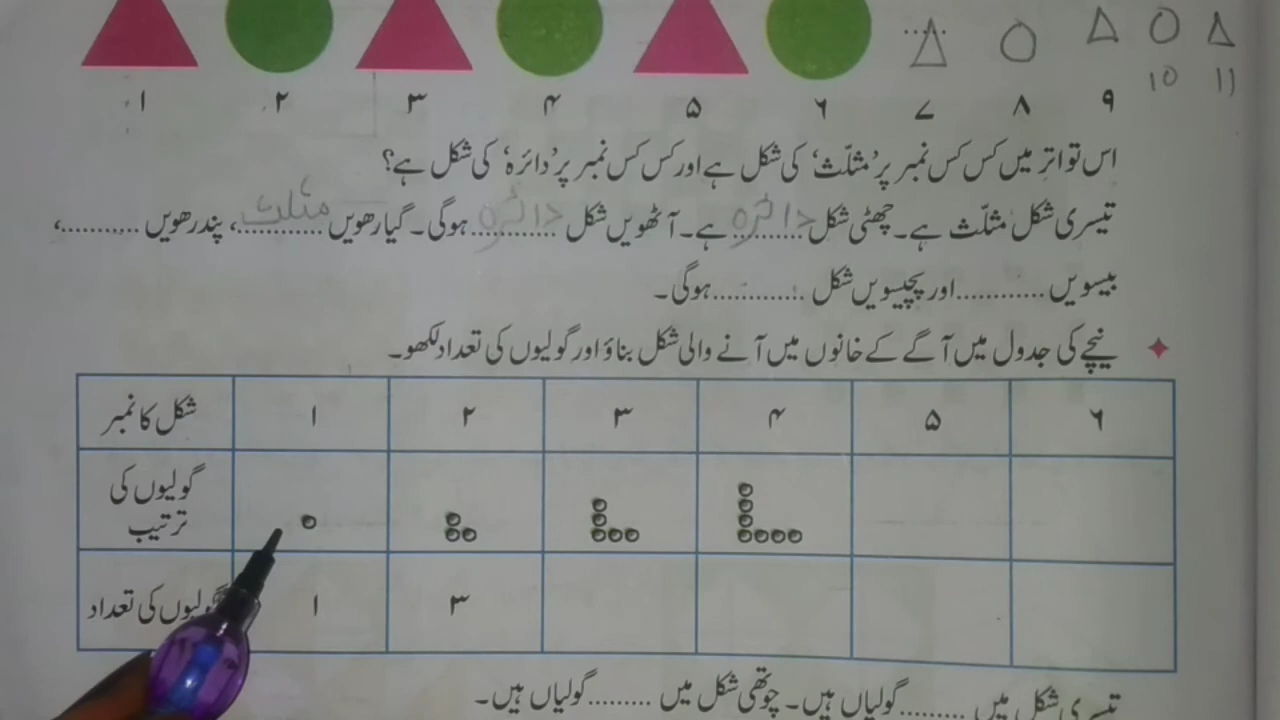 ۱ ۲ ۳ ۴ ۵ ۶ ۷ ۸ ۹ 10 11
اس تواتر میں کس کس نمبر پر ’مثلّث‘ کی شکل ہے اور کس کس نمبر پر ’دائرہ‘ کی شکل ہے؟
تیسری شکل مثلّث ہے۔ چھٹی شکل دائرہ ہے۔ آٹھویں شکل دائرہ ہوگی۔ گیارھویں مثلث، پندرھویں ...........،
بیسویں ............ اور پچیسویں شکل ............ ہوگی۔
نیچے کی جدول میں آگے کے خانوں میں آنے والی شکل بناؤ اور گولیوں کی تعداد لکھو۔
شکل کا نمبر ۱ ۲ ۳ ۴ ۵ ۶
گولیوں کی
ترتیب
گولیوں کی تعداد ۱ ۳
تیسری شکل میں ......... گولیاں ہیں۔ چوتھی شکل میں ......... گولیاں ہیں۔